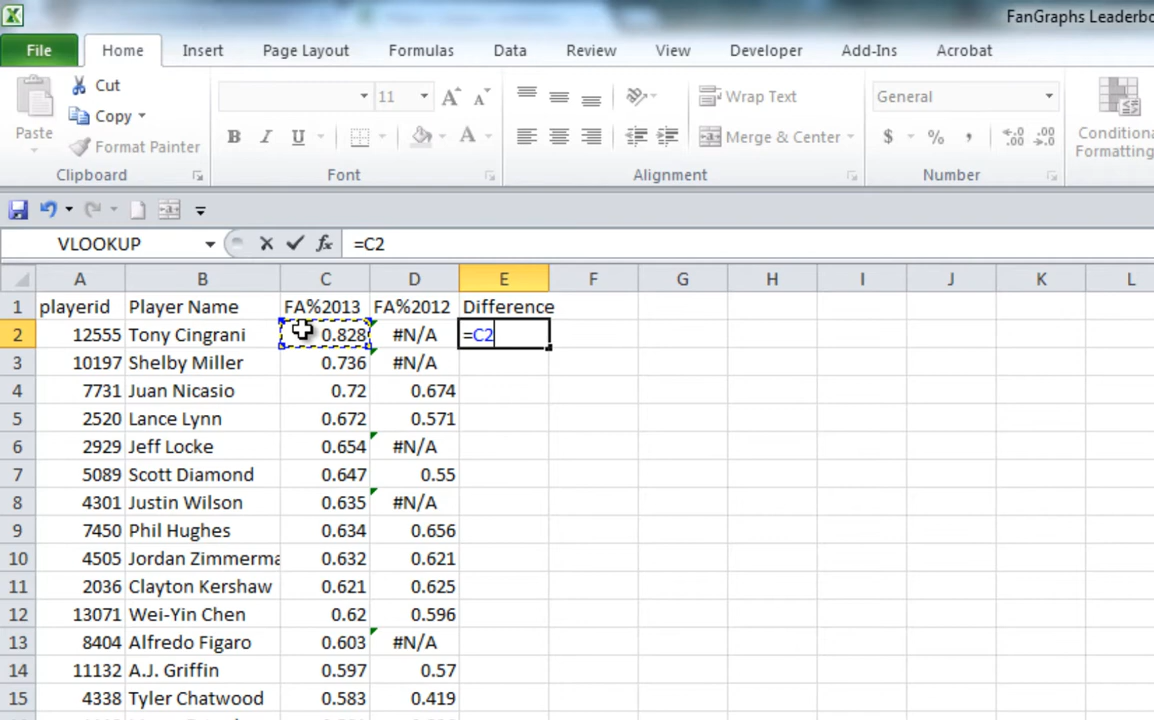 FanGraphs Leaderbo
File Home Insert Page Layout Formulas Data Review View Developer Add-Ins Acrobat
Cut
Copy
Format Painter
Paste
11
Wrap Text
General
B I U
Merge & Center
$ % ,
Conditiona
Formatting
Clipboard Font Alignment Number
VLOOKUP fx =C2
A B C D E F G H I J K L
1 playerid Player Name FA%2013 FA%2012 Difference
2 12555 Tony Cingrani 0.828 #N/A =C2
3 10197 Shelby Miller 0.736 #N/A
4 7731 Juan Nicasio 0.72 0.674
5 2520 Lance Lynn 0.672 0.571
6 2929 Jeff Locke 0.654 #N/A
7 5089 Scott Diamond 0.647 0.55
8 4301 Justin Wilson 0.635 #N/A
9 7450 Phil Hughes 0.634 0.656
10 4505 Jordan Zimmerma 0.632 0.621
11 2036 Clayton Kershaw 0.621 0.625
12 13071 Wei-Yin Chen 0.62 0.596
13 8404 Alfredo Figaro 0.603 #N/A
14 11132 A.J. Griffin 0.597 0.57
15 4338 Tyler Chatwood 0.583 0.419